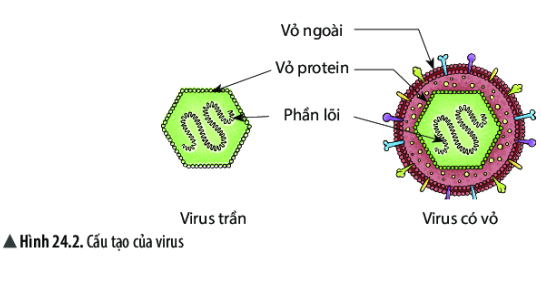 Vỏ ngoài
Vỏ protein
Phần lõi
Virus trần
Virus có vỏ
▲ Hình 24.2. Cấu tạo của virus